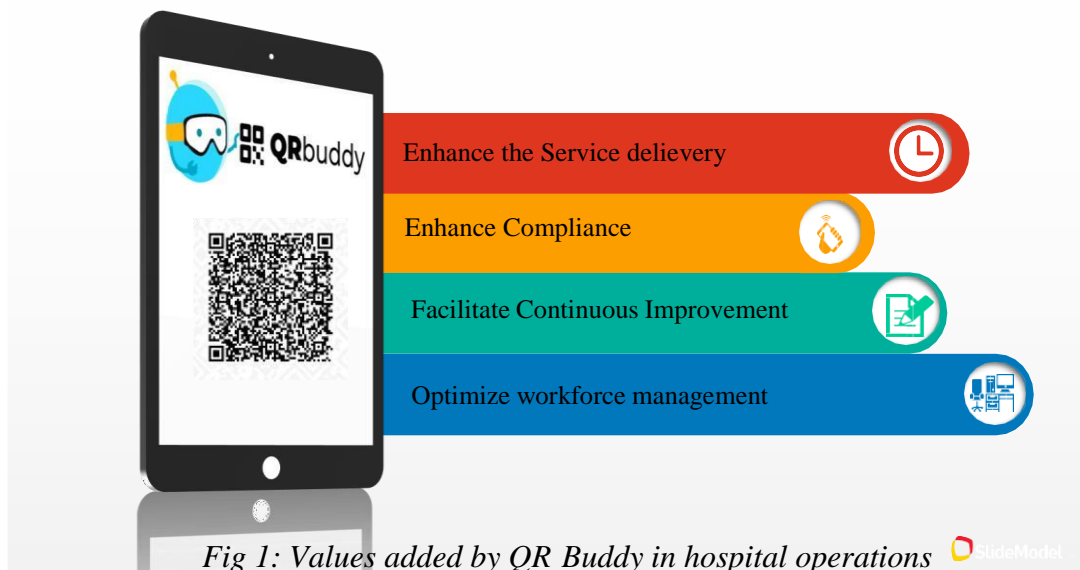 QRbuddy
Enhance the Service delievery
Enhance Compliance
Facilitate Continuous Improvement
Optimize workforce management
Fig 1: Values added by QR Buddy in hospital operations
SlideModel